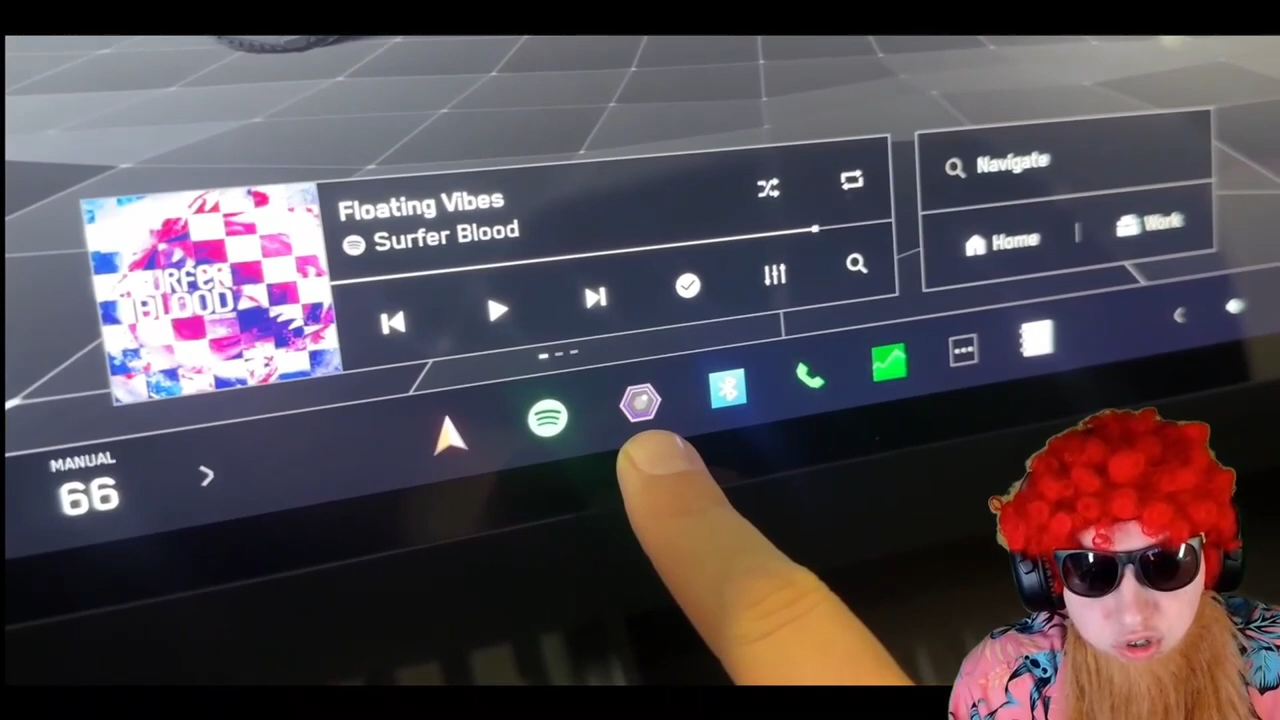 Floating Vibes
Surfer Blood
SURFER
BLOOD
Navigate
Home
Work
MANUAL
66